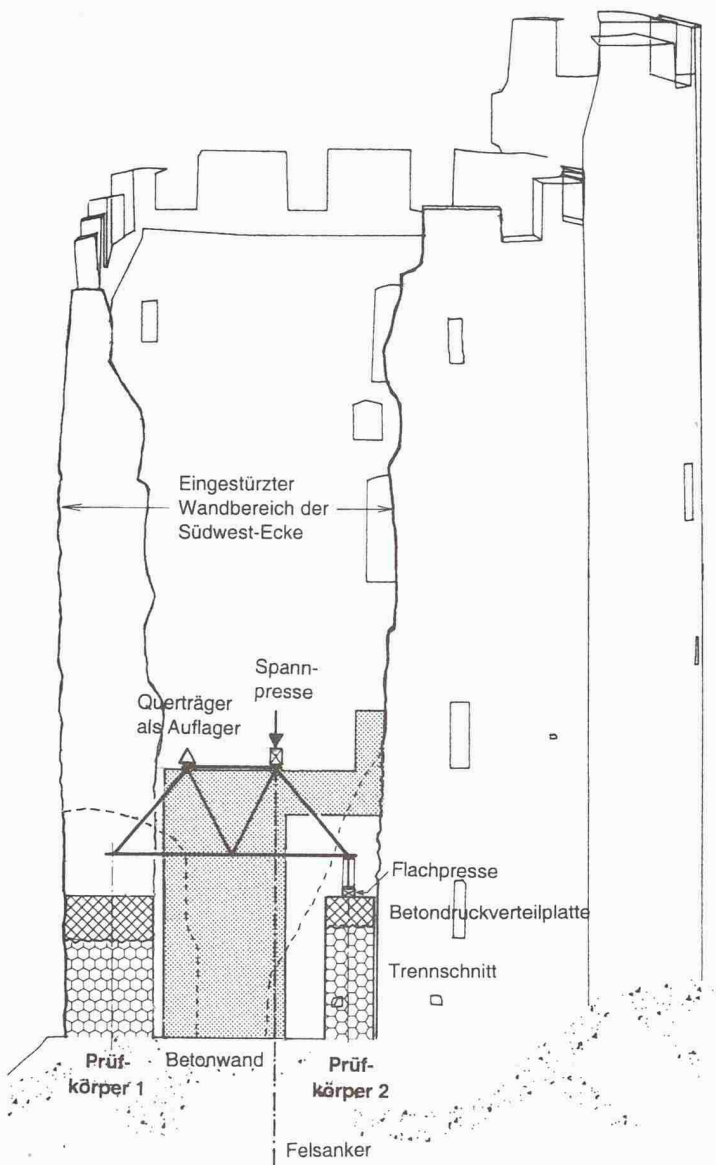 Eingestürzter
Wandbereich der
Südwest-Ecke
Spann-
presse
Querträger
als Auflager
Flachpresse
Betondruckverteilplatte
Trennschnitt
Prüf-
körper 1
Betonwand
Prüf-
körper 2
Felsanker